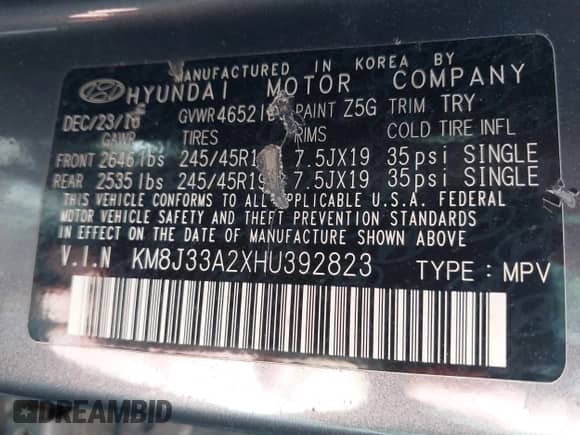 MANUFACTURED IN KOREA BY
HYUNDAI MOTOR COMPANY
DEC/23/16 GVWR 4652 lbs PAINT Z5G TRIM TRY
GAWR TIRES RIMS COLD TIRE INFL
FRONT 2646 lbs 245/45R19 7.5JX19 35psi SINGLE
REAR 2535 lbs 245/45R19 7.5JX19 35psi SINGLE
THIS VEHICLE CONFORMS TO ALL APPLICABLE U.S.A. FEDERAL
MOTOR VEHICLE SAFETY AND THEFT PREVENTION STANDARDS
IN EFFECT ON THE DATE OF MANUFACTURE SHOWN ABOVE
V.I.N KM8J33A2XHU392823 TYPE: MPV
DREAMBID